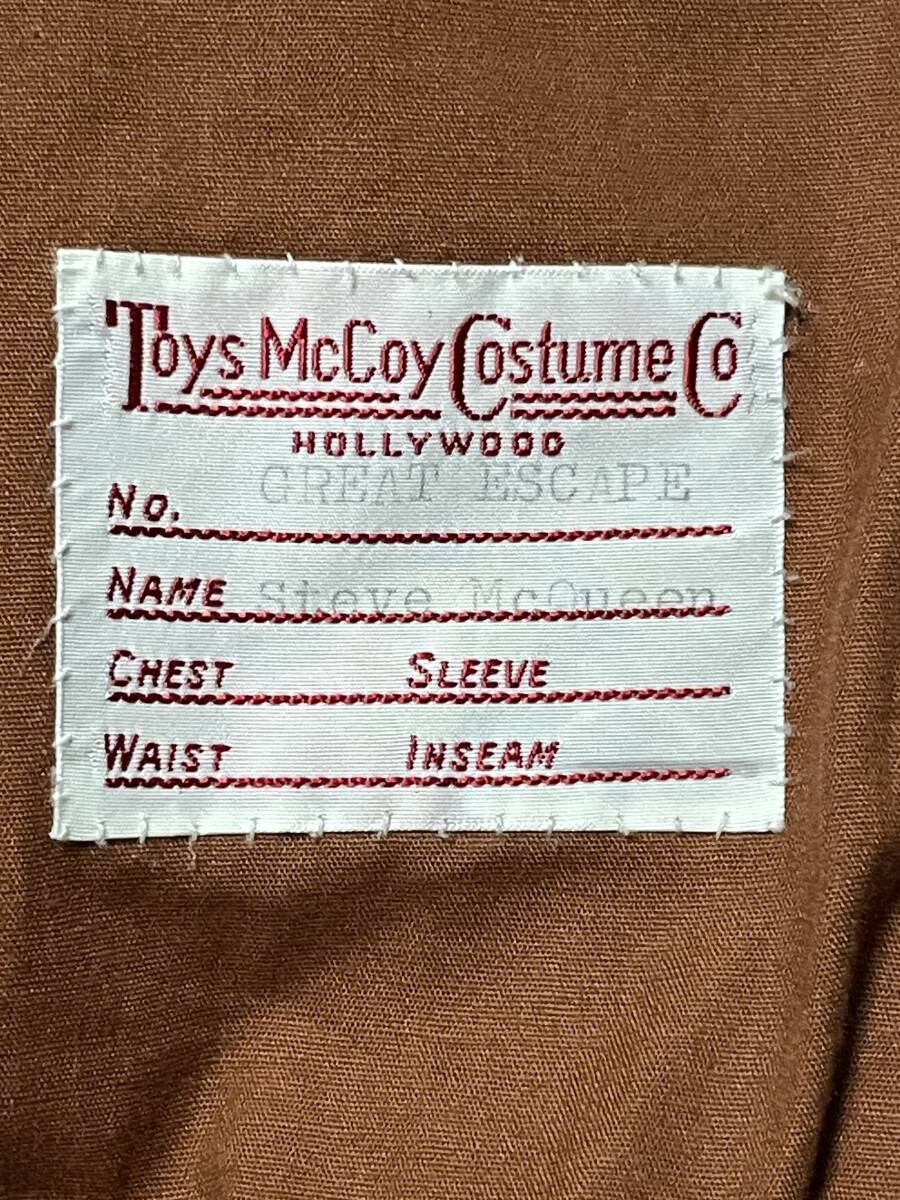 Toys McCoy Costume Co
HOLLYWOOD
No. GREAT ESCAPE
NAME Steve McQueen
CHEST SLEEVE
WAIST INSEAM